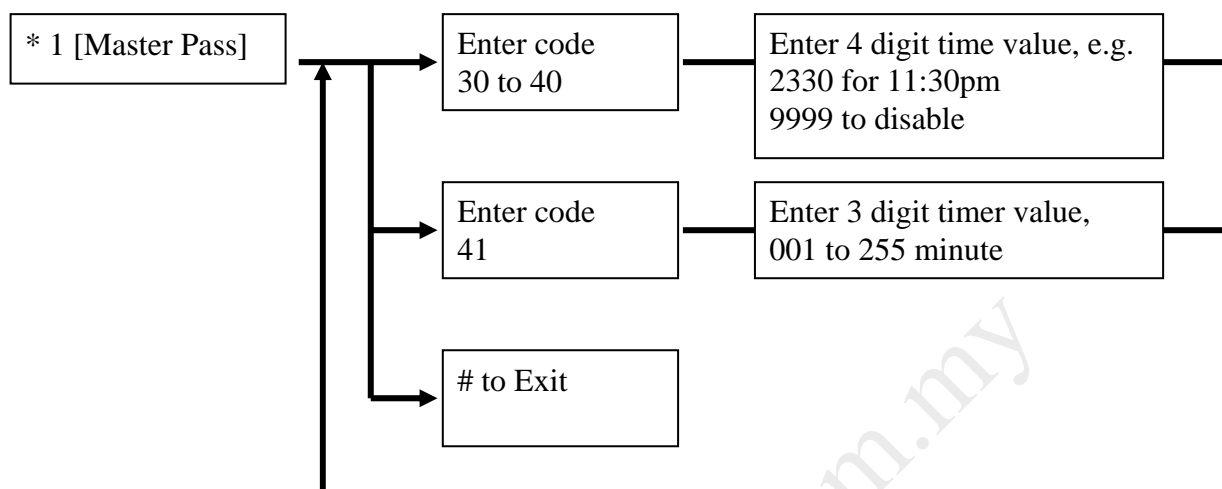 * 1 [Master Pass]
Enter code
30 to 40
Enter 4 digit time value, e.g.
2330 for 11:30pm
9999 to disable
Enter code
41
Enter 3 digit timer value,
001 to 255 minute
# to Exit
m.my